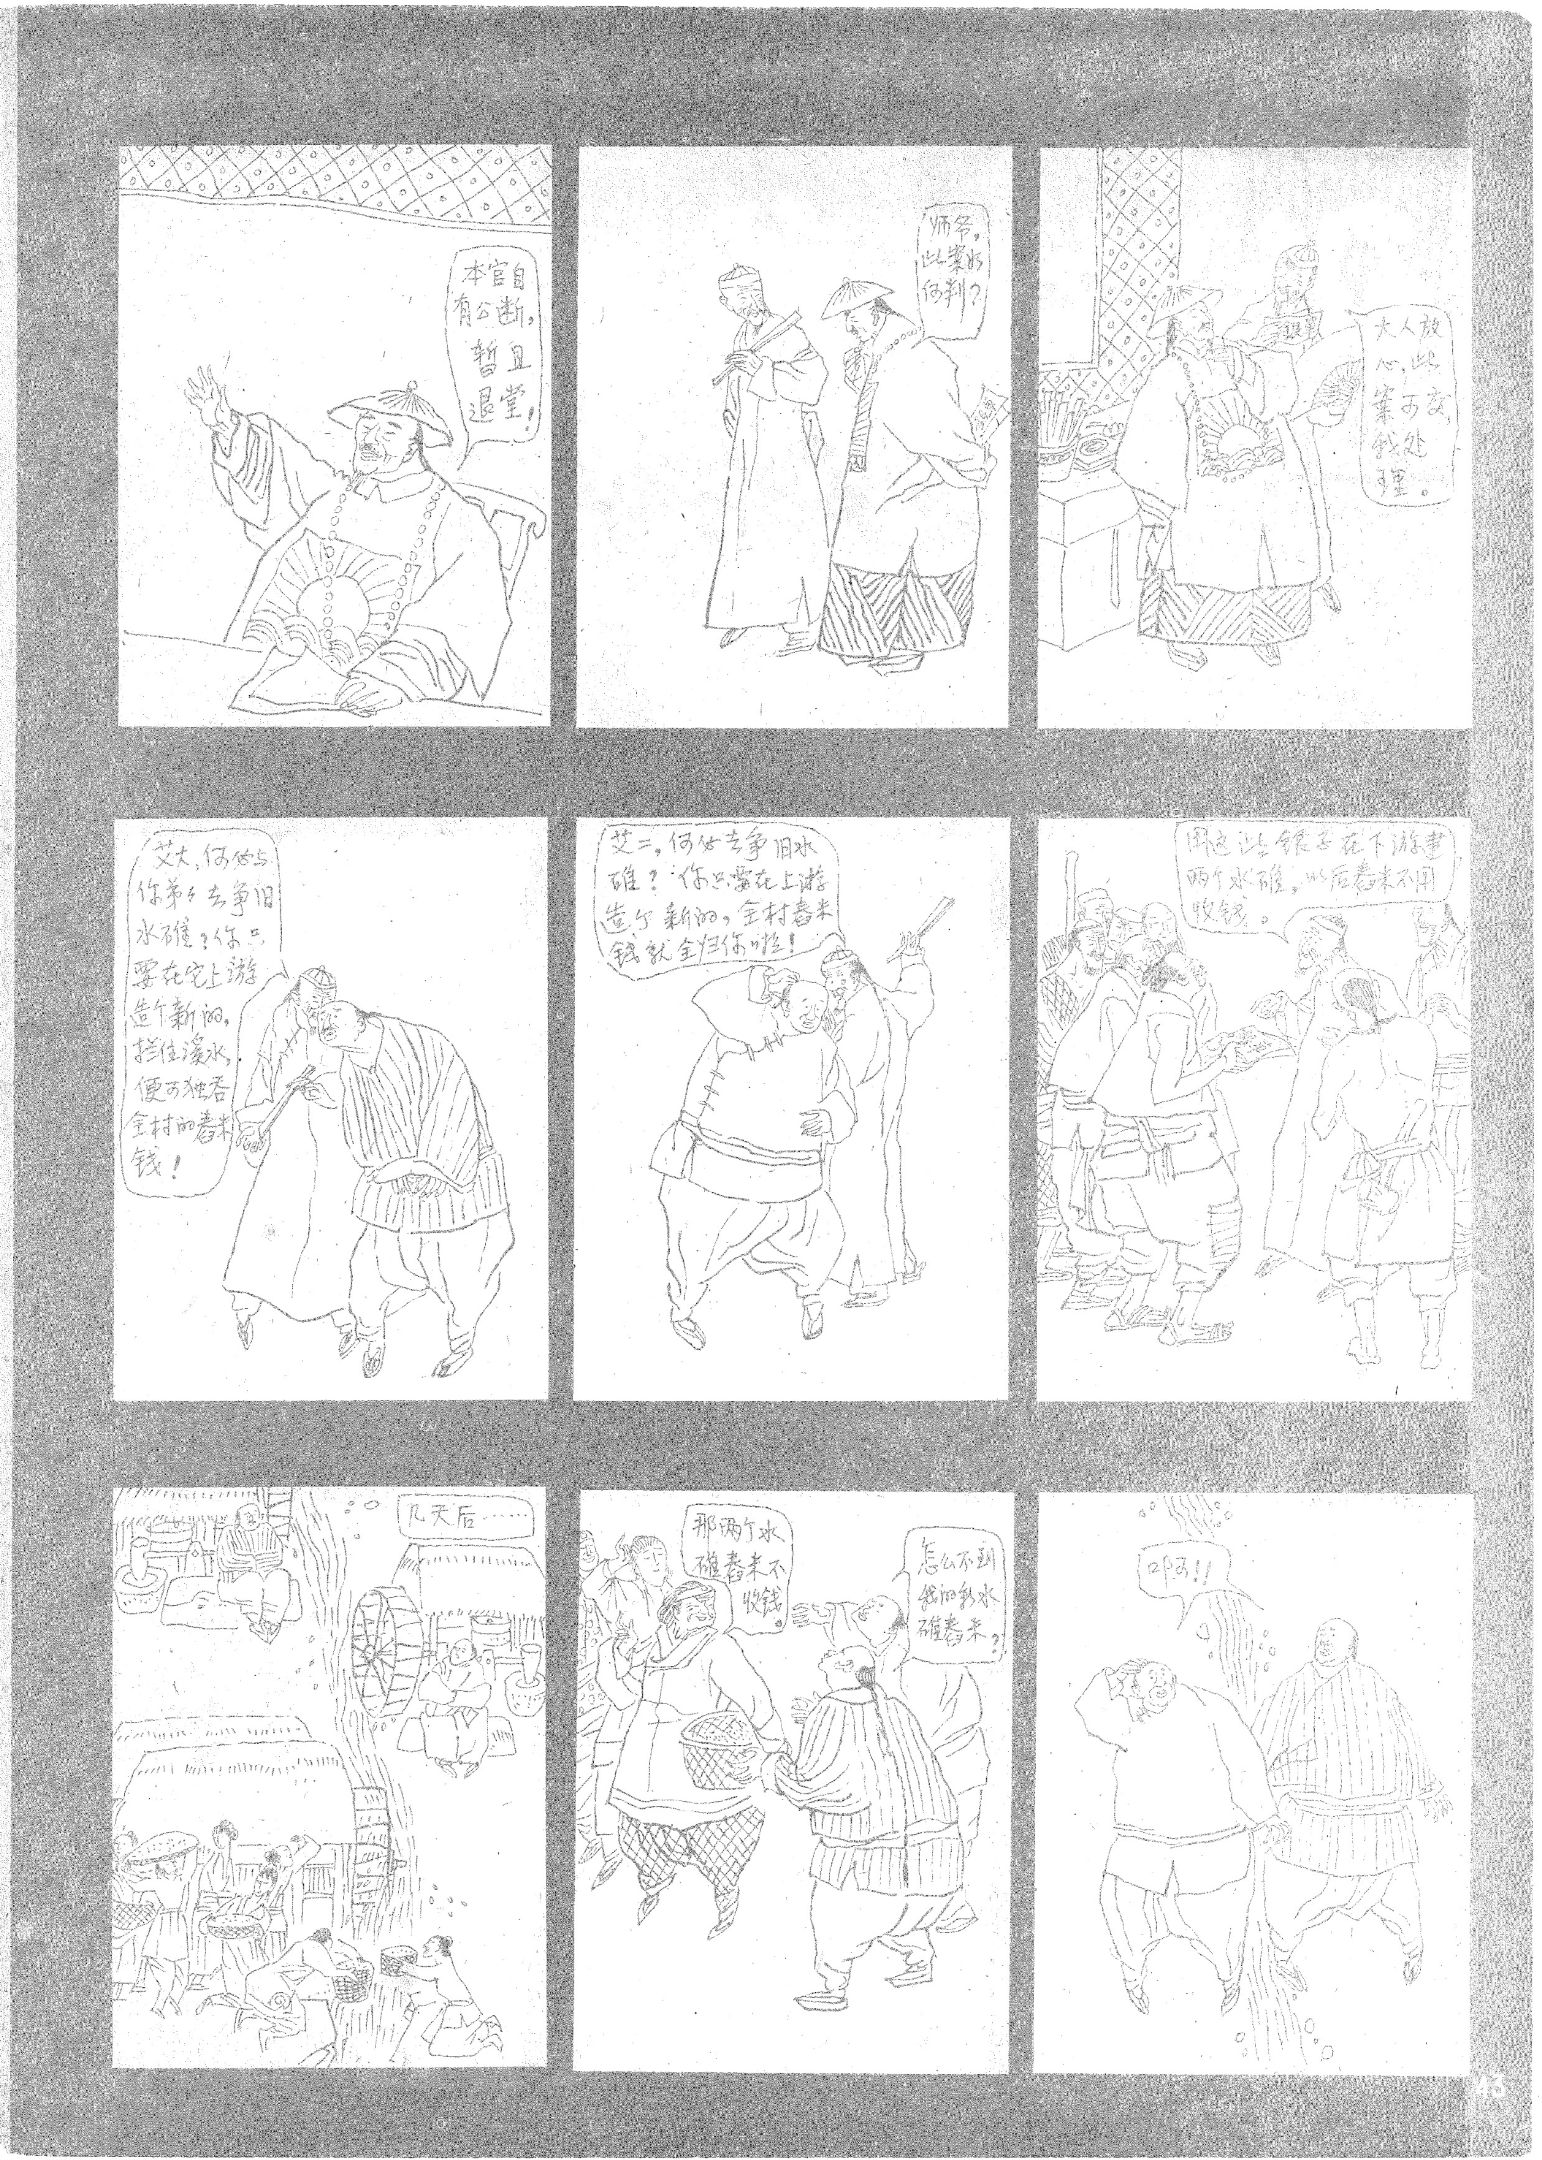 本官自
有公断，
暂且
退堂！
师爷，
此案如
何判？
大人放
心，此
案可交
我处
理。
艾大，何必与
你弟弟去争旧
水碓？你只
要在它上游
造个新的，
拦住溪水，
便可独吞
全村的舂米
钱！
艾二，何必去争旧水
碓？你只要在上游
造个新的，全村舂米
钱就全归你啦！
用这些银子在下游建
两个水碓，以后舂米不用
收钱。
几天后……
那两个水
碓舂米不
收钱。
怎么不到
我的新水
碓舂米？
43